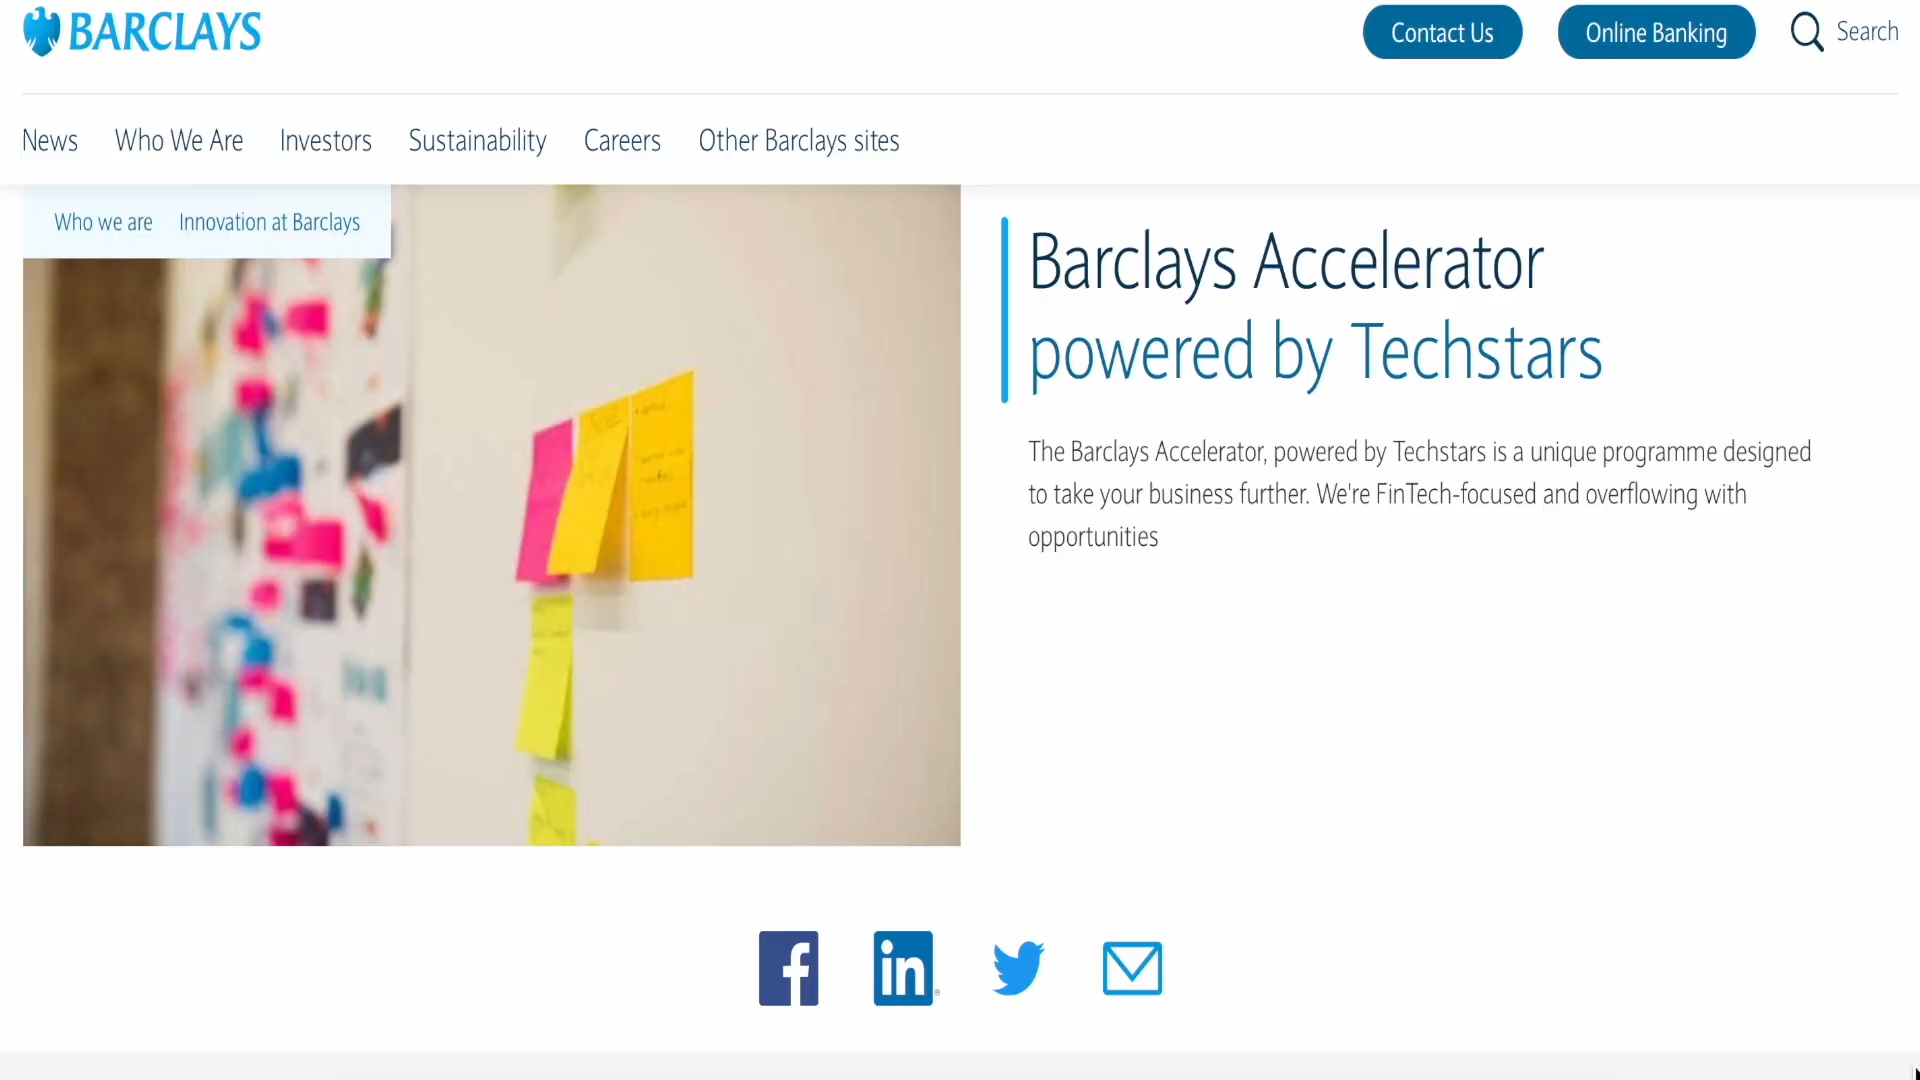 BARCLAYS
Contact Us
Online Banking
Search
News
Who We Are
Investors
Sustainability
Careers
Other Barclays sites
Who we are
Innovation at Barclays
Barclays Accelerator
powered by Techstars
The Barclays Accelerator, powered by Techstars is a unique programme designed
to take your business further. We're FinTech-focused and overflowing with
opportunities
f
in